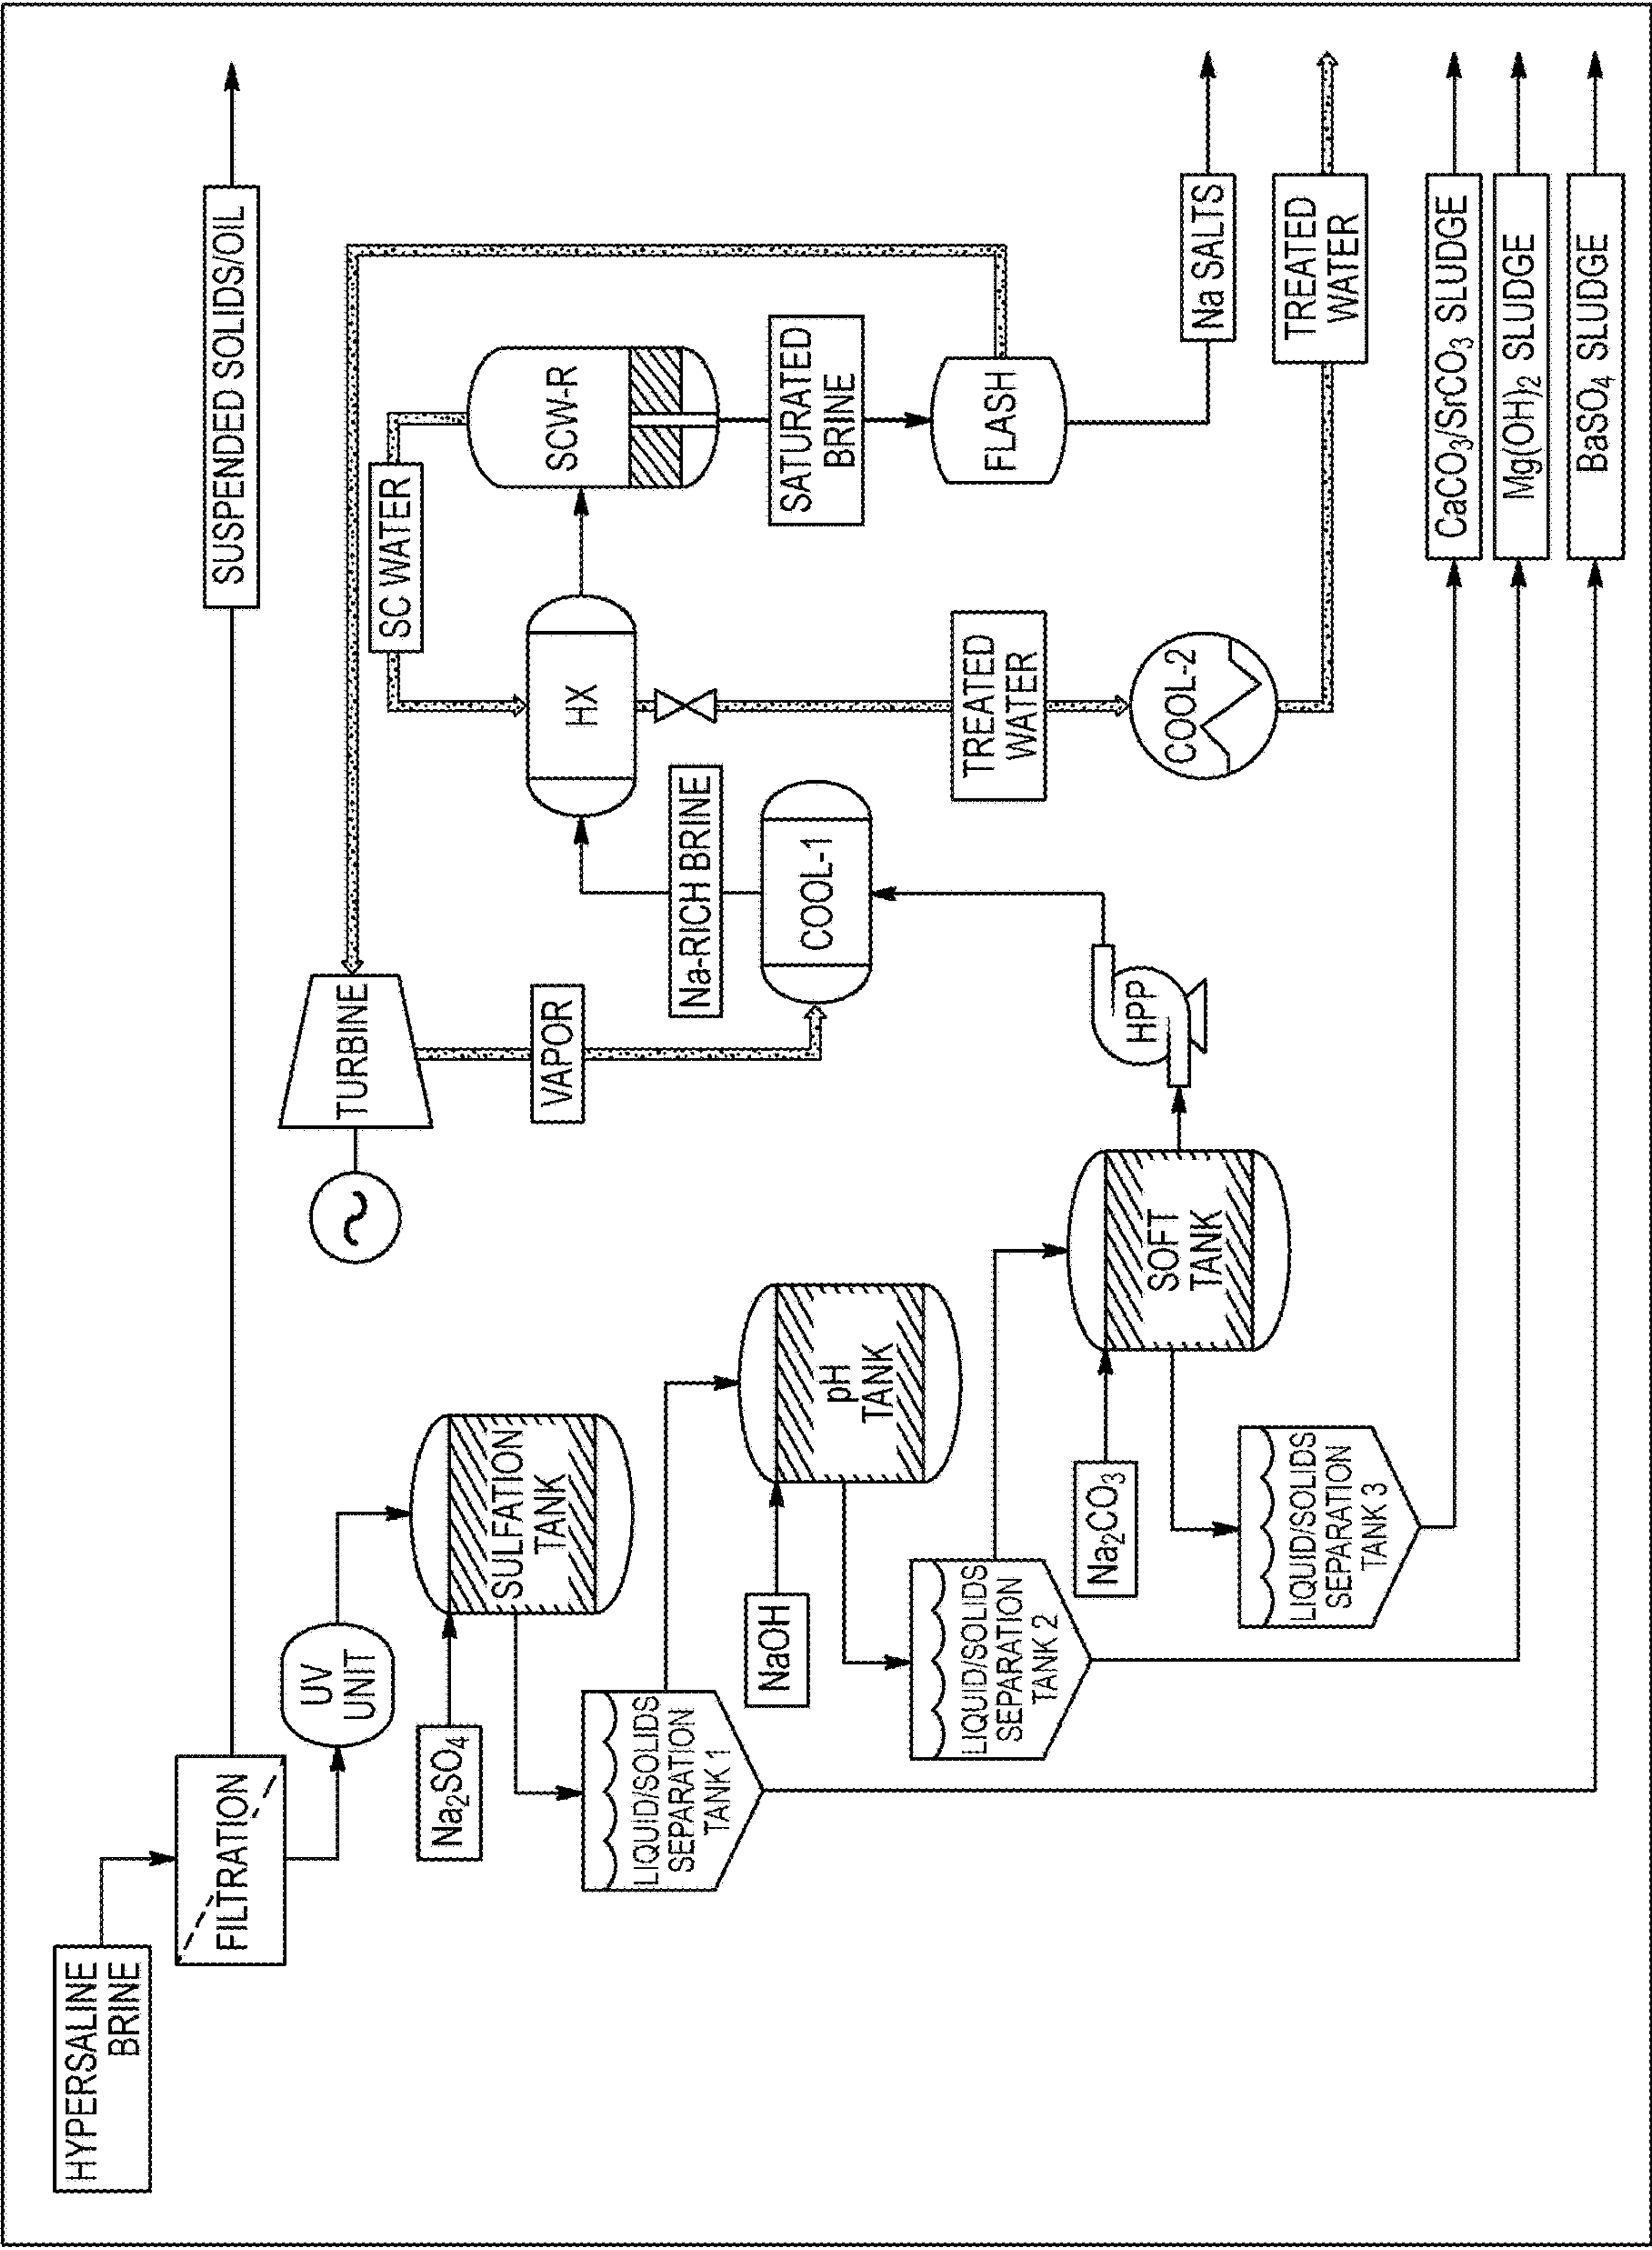 HYPERSALINE
BRINE
FILTRATION
SUSPENDED SOLIDS/OIL
UV
UNIT
Na₂SO₄
SULFATION
TANK
LIQUID/SOLIDS
SEPARATION
TANK 1
NaOH
pH
TANK
LIQUID/SOLIDS
SEPARATION
TANK 2
Na₂CO₃
SOFT
TANK
LIQUID/SOLIDS
SEPARATION
TANK 3
HPP
TURBINE
VAPOR
COOL-1
Na-RICH BRINE
HX
SC WATER
SCW-R
SATURATED
BRINE
FLASH
TREATED
WATER
COOL-2
Na SALTS
TREATED
WATER
CaCO₃/SrCO₃ SLUDGE
Mg(OH)₂ SLUDGE
BaSO₄ SLUDGE